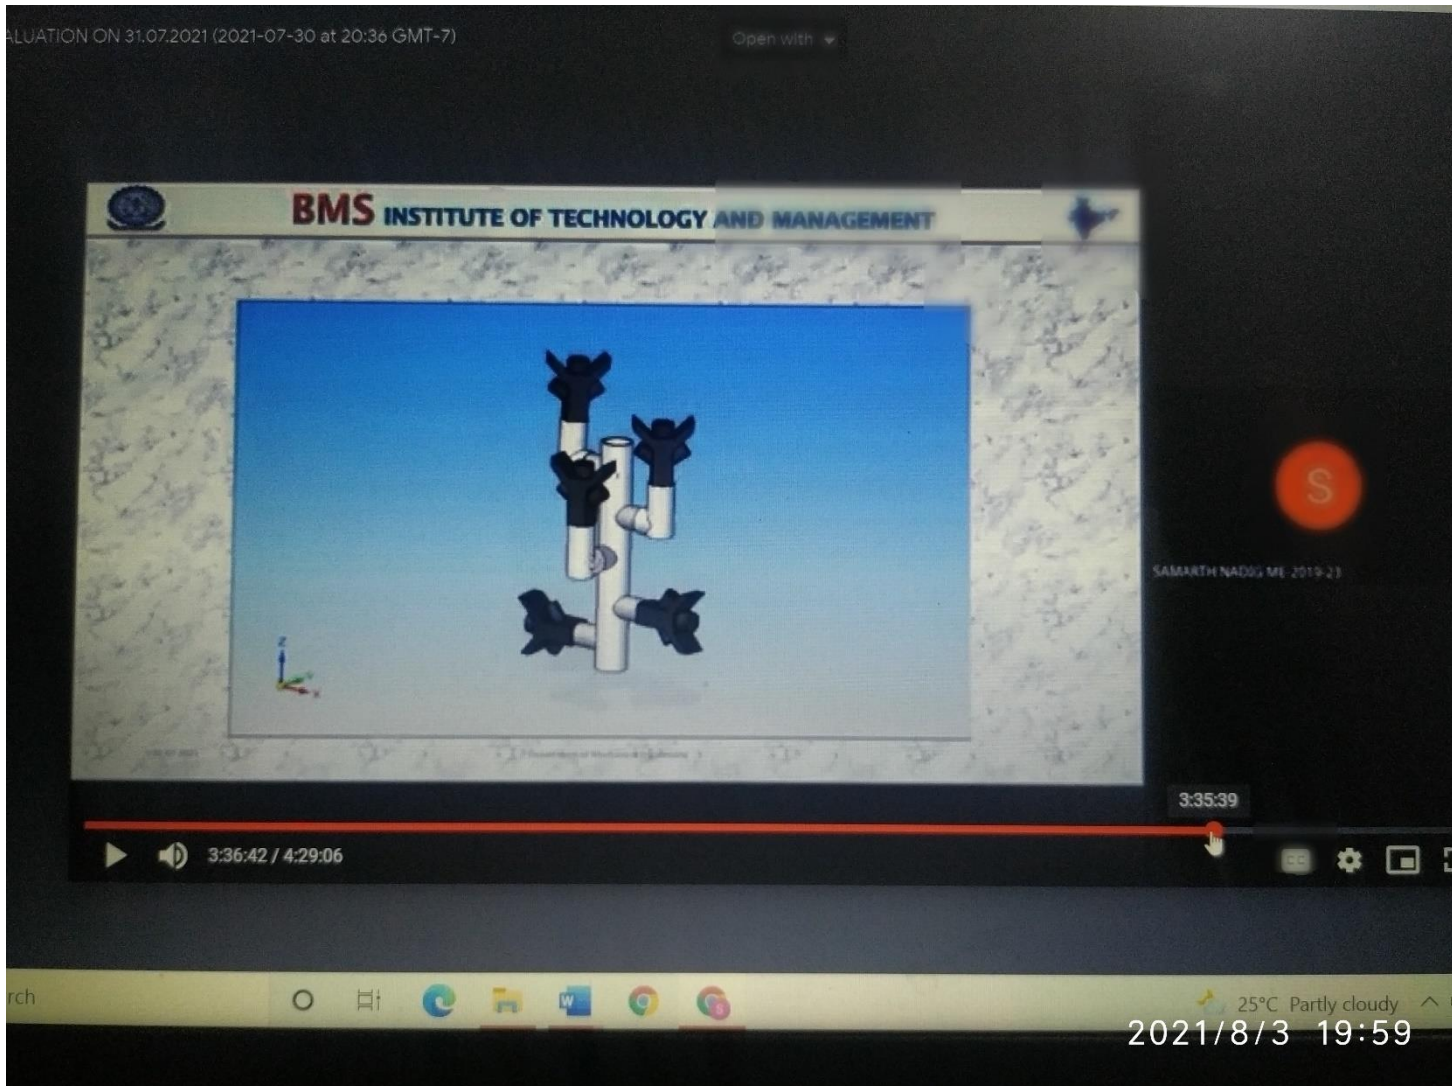 ALUATION ON 31.07.2021 (2021-07-30 at 20:36 GMT-7)
Open with
BMS INSTITUTE OF TECHNOLOGY AND MANAGEMENT
S
SAMARTH NADIG ME-2019-23
Z
3:35:39
3:36:42 / 4:29:06
CC
rch
W
S
25°C Partly cloudy
2021/8/3 19:59